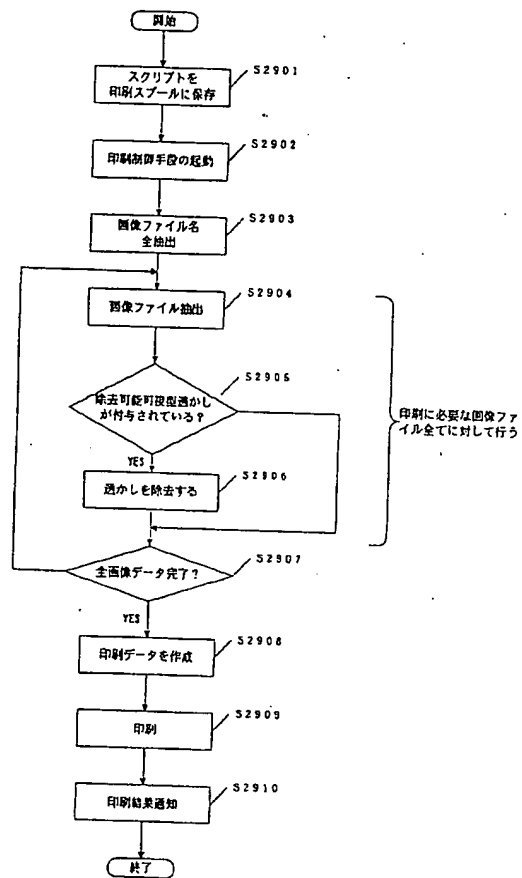 開始
スクリプトを
印刷スプールに保存
S2901
印刷制御手段の起動
S2902
画像ファイル名
全抽出
S2903
画像ファイル抽出
S2904
除去可能可視型透かし
が付与されている?
S2905
YES
透かしを除去する
S2906
印刷に必要な画像ファ
イル全てに対して行う
全画像データ完了?
S2907
YES
印刷データを作成
S2908
印刷
S2909
印刷結果通知
S2910
終了